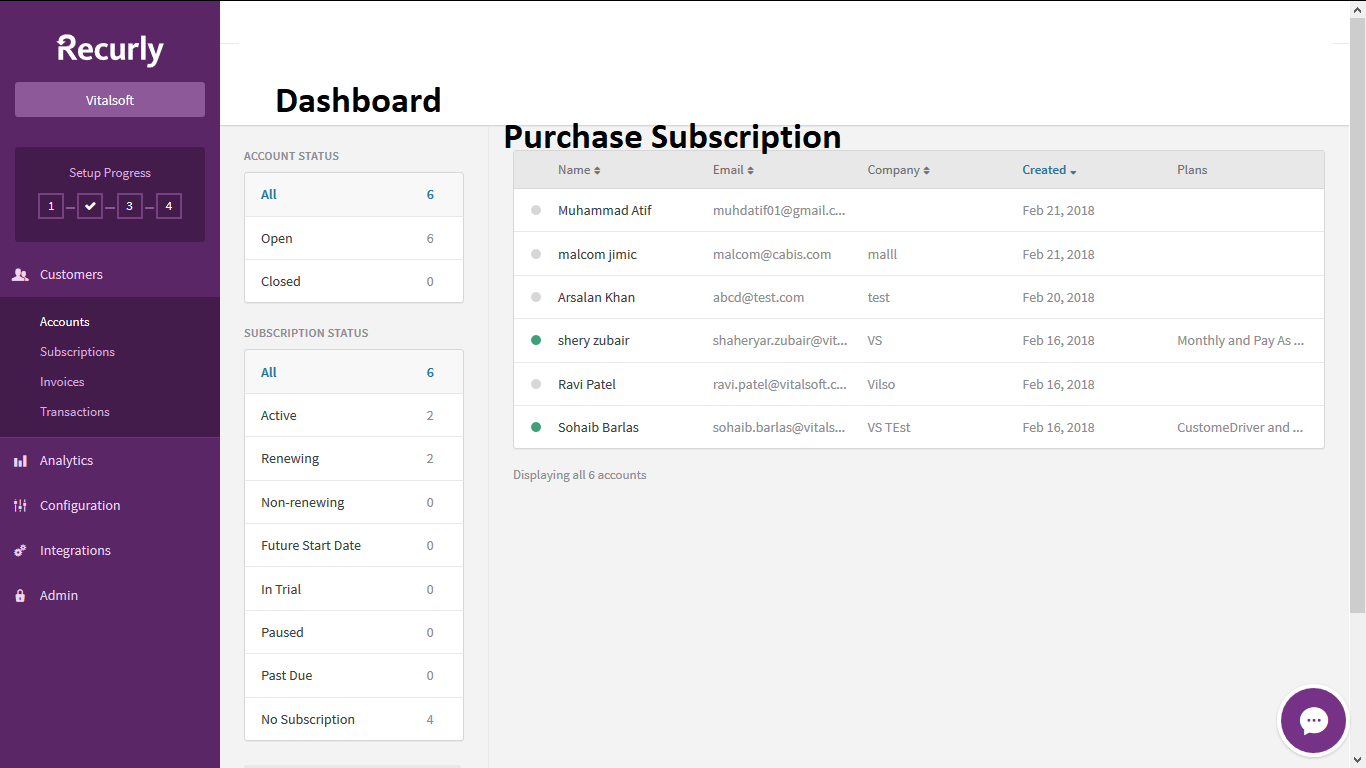 Recurly
Vitalsoft
Setup Progress
1 3 4
Customers
Accounts
Subscriptions
Invoices
Transactions
Analytics
Configuration
Integrations
Admin
Dashboard
Purchase Subscription
ACCOUNT STATUS
All 6
Open 6
Closed 0
SUBSCRIPTION STATUS
All 6
Active 2
Renewing 2
Non-renewing 0
Future Start Date 0
In Trial 0
Paused 0
Past Due 0
No Subscription 4
Name Email Company Created Plans
Muhammad Atif muhdatif01@gmail.c... Feb 21, 2018
malcom jimic malcom@cabis.com malll Feb 21, 2018
Arsalan Khan abcd@test.com test Feb 20, 2018
shery zubair shaheryar.zubair@vit... VS Feb 16, 2018 Monthly and Pay As ...
Ravi Patel ravi.patel@vitalsoft.c... Vilso Feb 16, 2018
Sohaib Barlas sohaib.barlas@vitals... VS TEst Feb 16, 2018 CustomeDriver and ...
Displaying all 6 accounts